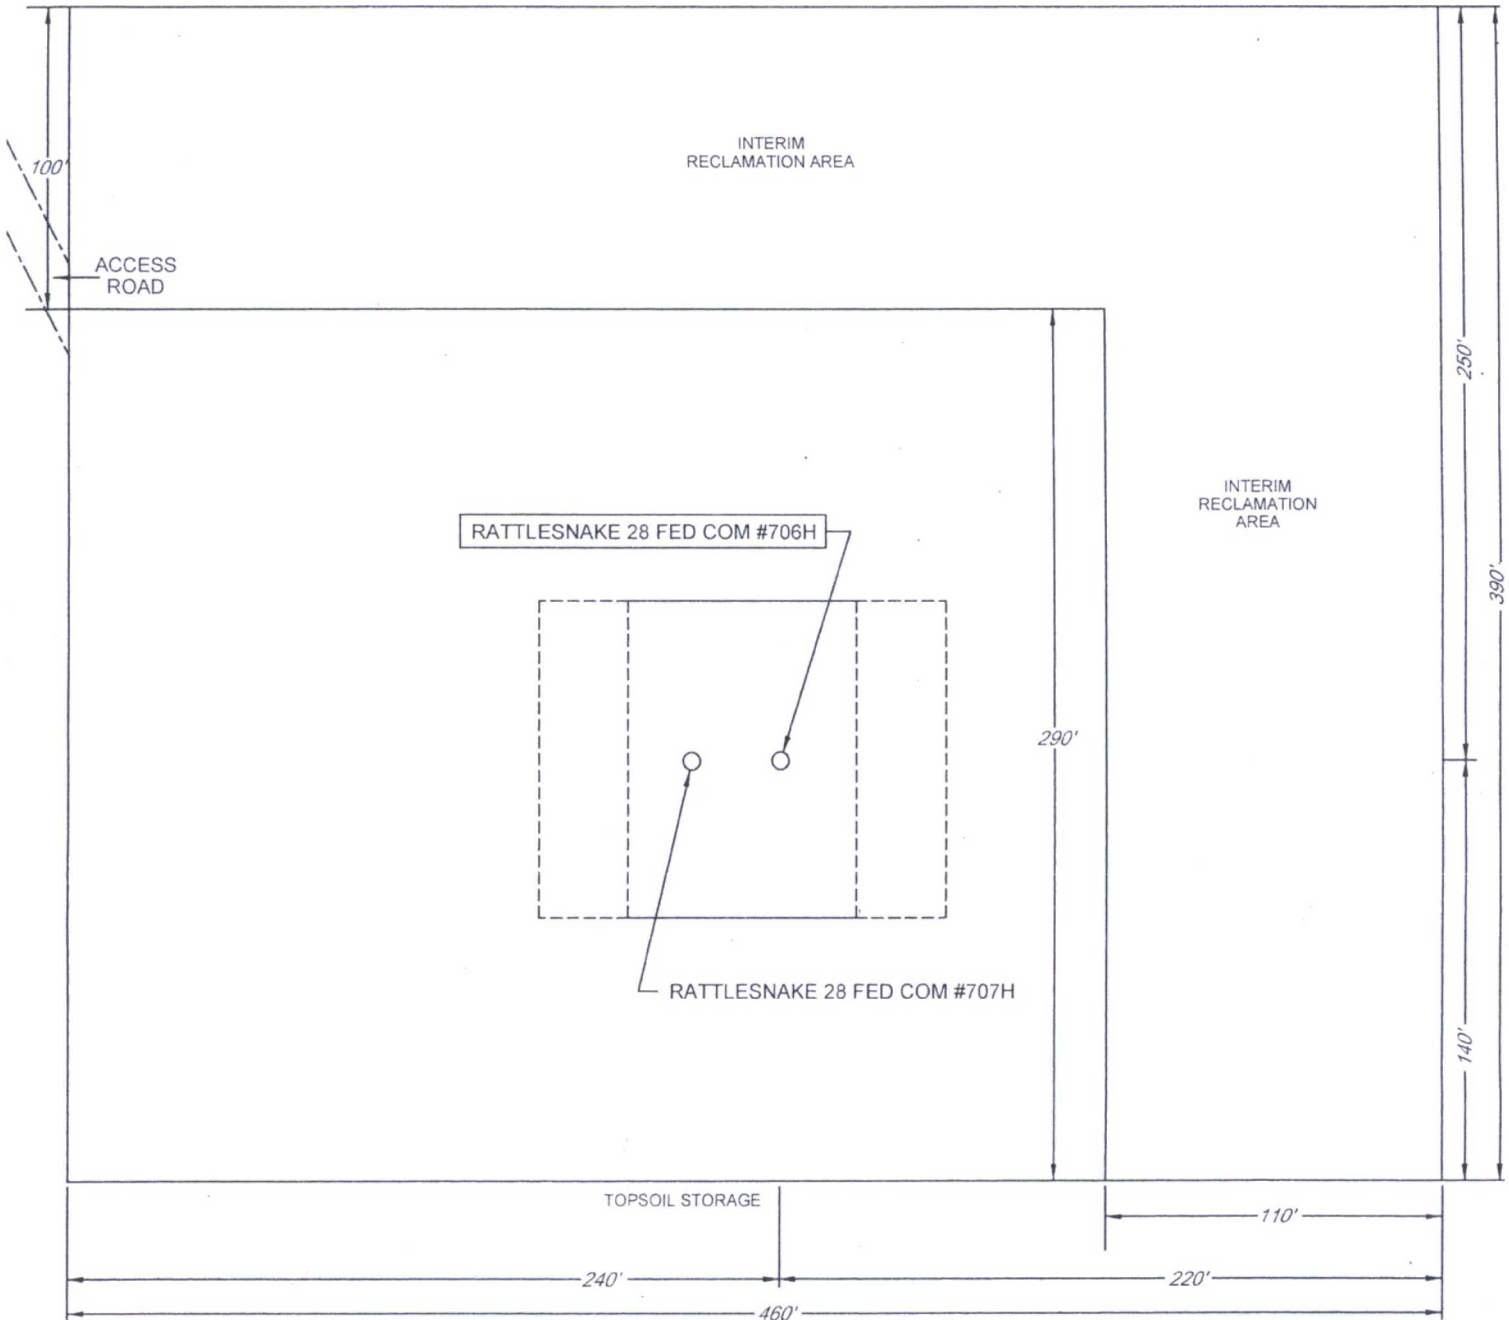 INTERIM
RECLAMATION AREA
100'
ACCESS
ROAD
250'
INTERIM
RECLAMATION
AREA
RATTLESNAKE 28 FED COM #706H
390'
290'
RATTLESNAKE 28 FED COM #707H
140'
TOPSOIL STORAGE
110'
240'
220'
460'